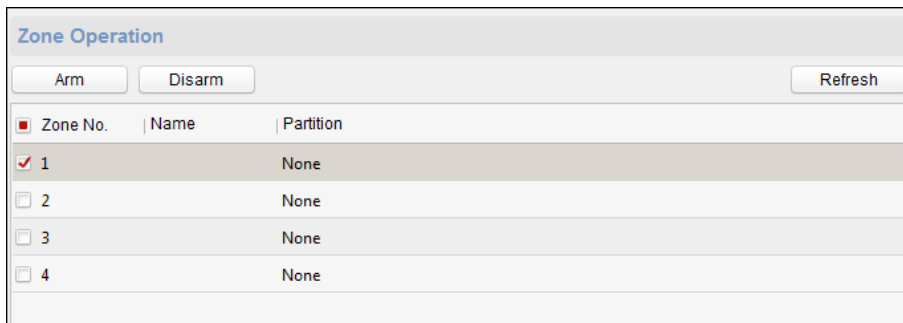 Zone Operation
Arm Disarm Refresh
Zone No. Name Partition
1 None
2 None
3 None
4 None